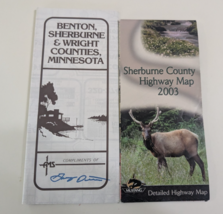 BENTON,
SHERBURNE
& WRIGHT
COUNTIES,
MINNESOTA
COMPLIMENTS OF
Sherburne County
Highway Map
2003
Detailed Highway Map